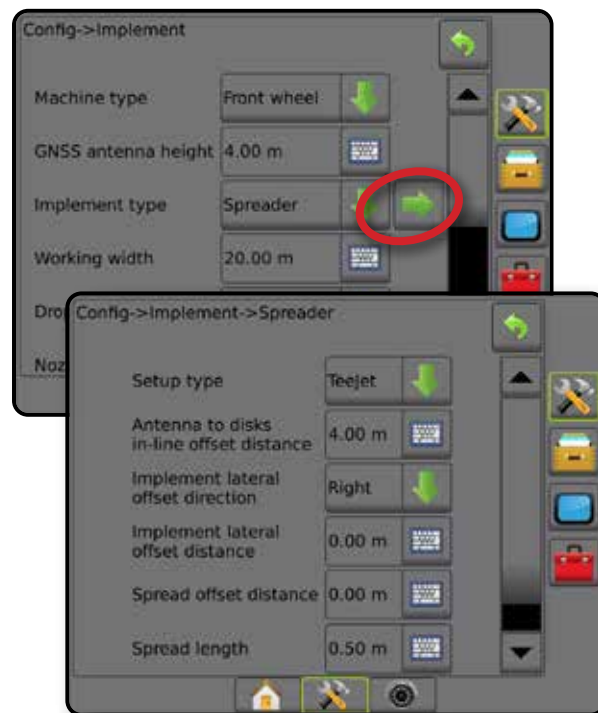 Config->Implement
Machine type Front wheel
GNSS antenna height 4.00 m
Implement type Spreader
Working width 20.00 m
Dro
Noz
Config->Implement->Spreader
Setup type Teejet
Antenna to disks
in-line offset distance 4.00 m
Implement lateral
offset direction Right
Implement lateral
offset distance 0.00 m
Spread offset distance 0.00 m
Spread length 0.50 m